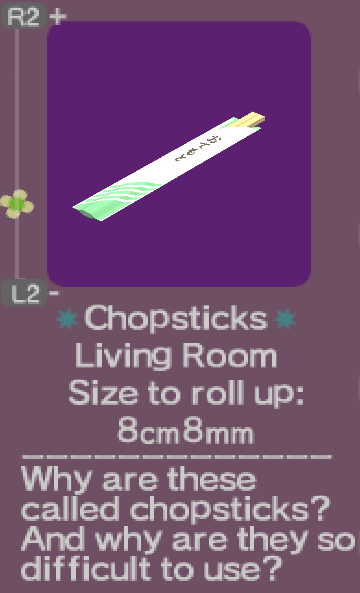 R2 +
L2 -
Chopsticks
Living Room
Size to roll up:
8cm8mm
Why are these
called chopsticks?
And why are they so
difficult to use?